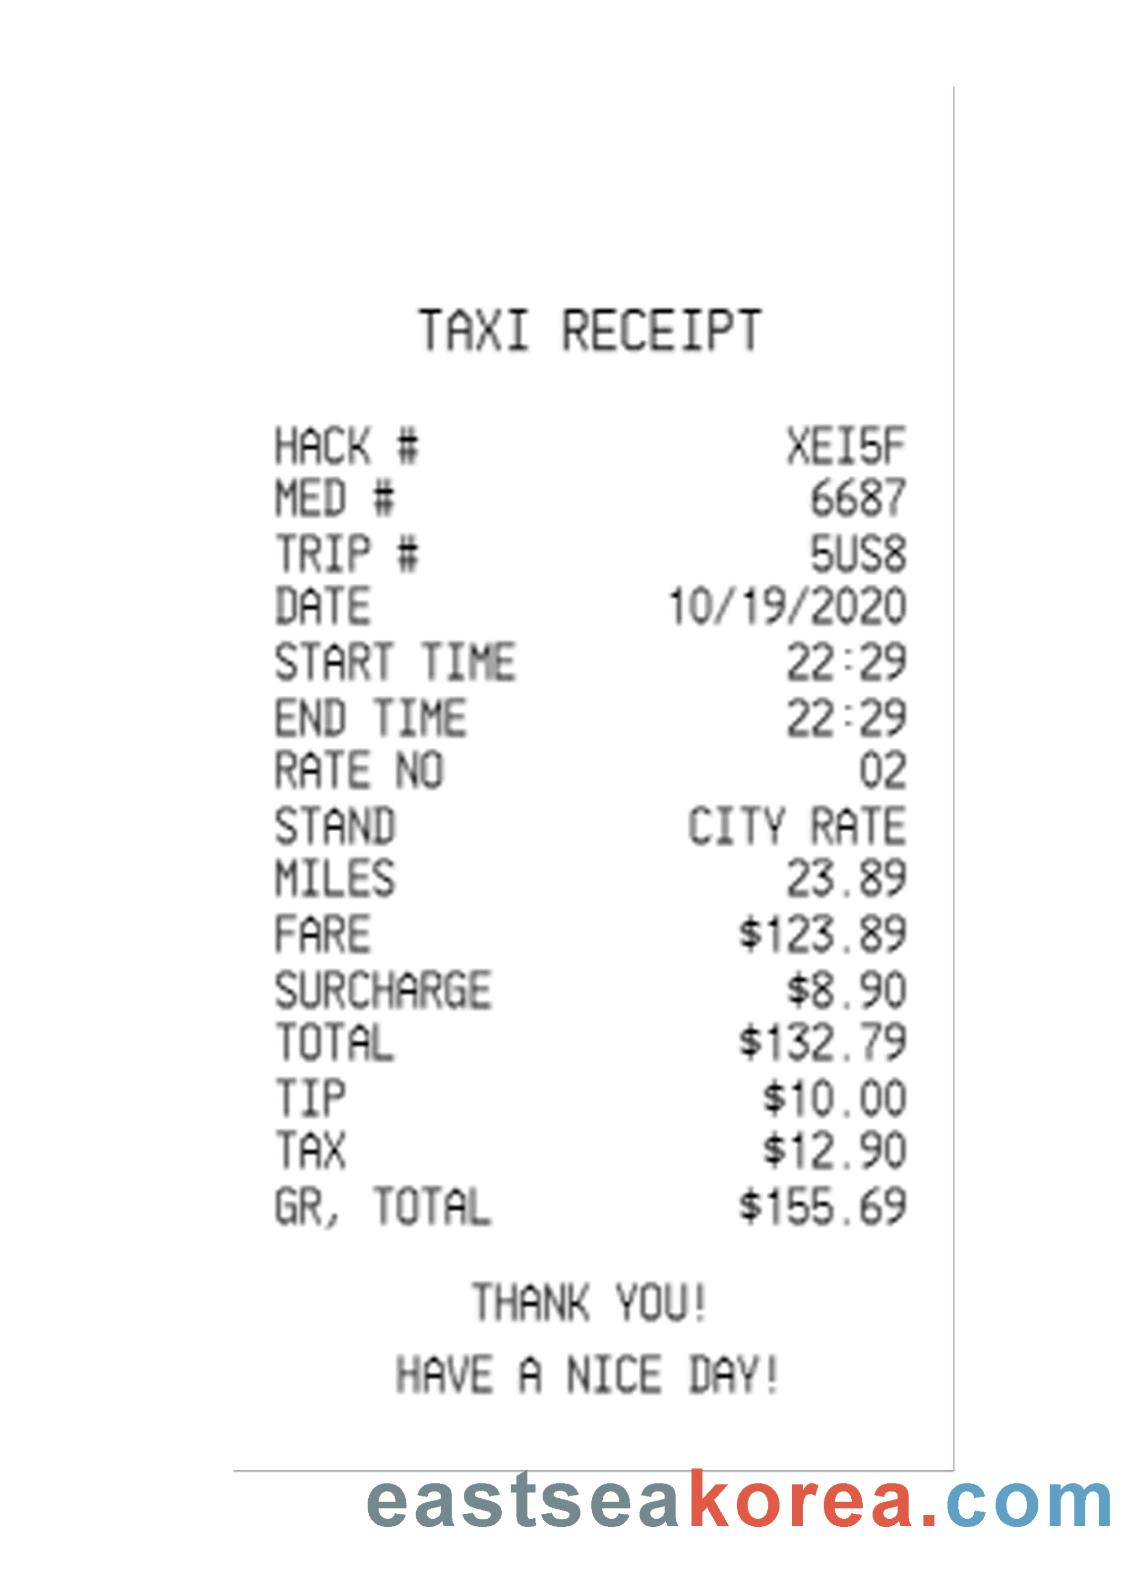 TAXI RECEIPT
HACK # XEI5F
MED # 6687
TRIP # 5US8
DATE 10/19/2020
START TIME 22:29
END TIME 22:29
RATE NO 02
STAND CITY RATE
MILES 23.89
FARE $123.89
SURCHARGE $8.90
TOTAL $132.79
TIP $10.00
TAX $12.90
GR, TOTAL $155.69
THANK YOU!
HAVE A NICE DAY!
eastseakorea.com